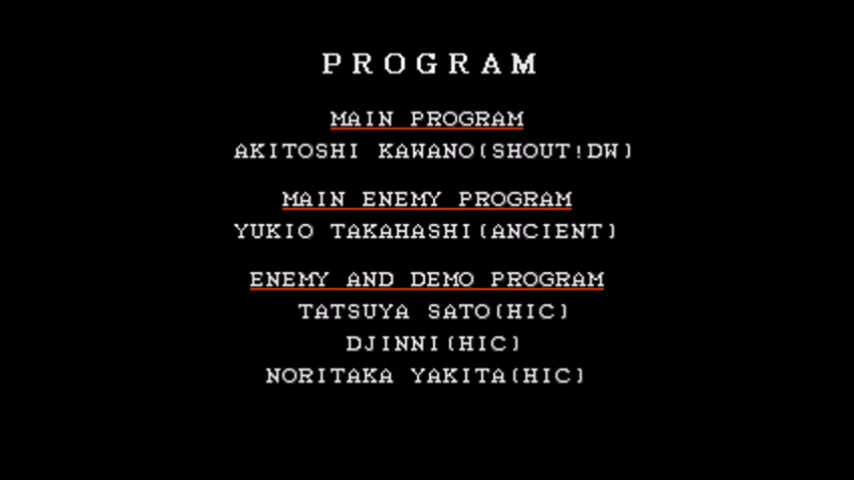 PROGRAM
MAIN PROGRAM
AKITOSHI KAWANO(SHOUT!DW)
MAIN ENEMY PROGRAM
YUKIO TAKAHASHI(ANCIENT)
ENEMY AND DEMO PROGRAM
TATSUYA SATO(HIC)
DJINNI(HIC)
NORITAKA YAKITA(HIC)